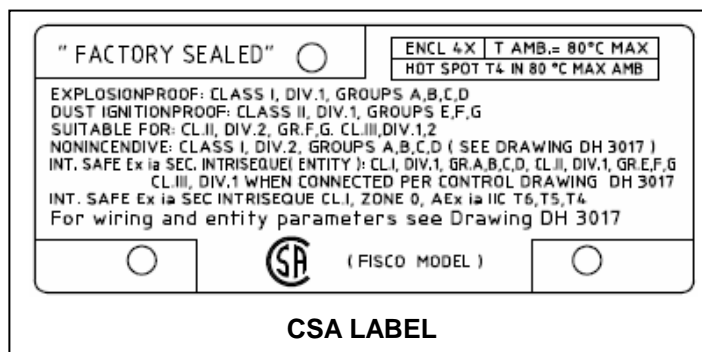 "FACTORY SEALED"
ENCL 4X T AMB.= 80°C MAX
HOT SPOT T4 IN 80 °C MAX AMB
EXPLOSIONPROOF: CLASS I, DIV.1, GROUPS A,B,C,D
DUST IGNITIONPROOF: CLASS II, DIV.1, GROUPS E,F,G
SUITABLE FOR: CL.II, DIV.2, GR.F,G. CL.III,DIV.1,2
NONINCENDIVE: CLASS I, DIV.2, GROUPS A,B,C,D ( SEE DRAWING DH 3017 )
INT. SAFE Ex ia SEC. INTRISEQUE( ENTITY ): CL.I, DIV.1, GR.A,B,C,D, CL.II, DIV.1, GR.E,F,G
CL.III, DIV.1 WHEN CONNECTED PER CONTROL DRAWING DH 3017
INT. SAFE Ex ia SEC INTRISEQUE CL.I, ZONE 0, AEx ia IIC T6,T5,T4
For wiring and entity parameters see Drawing DH 3017
CSA ( FISCO MODEL )
CSA LABEL